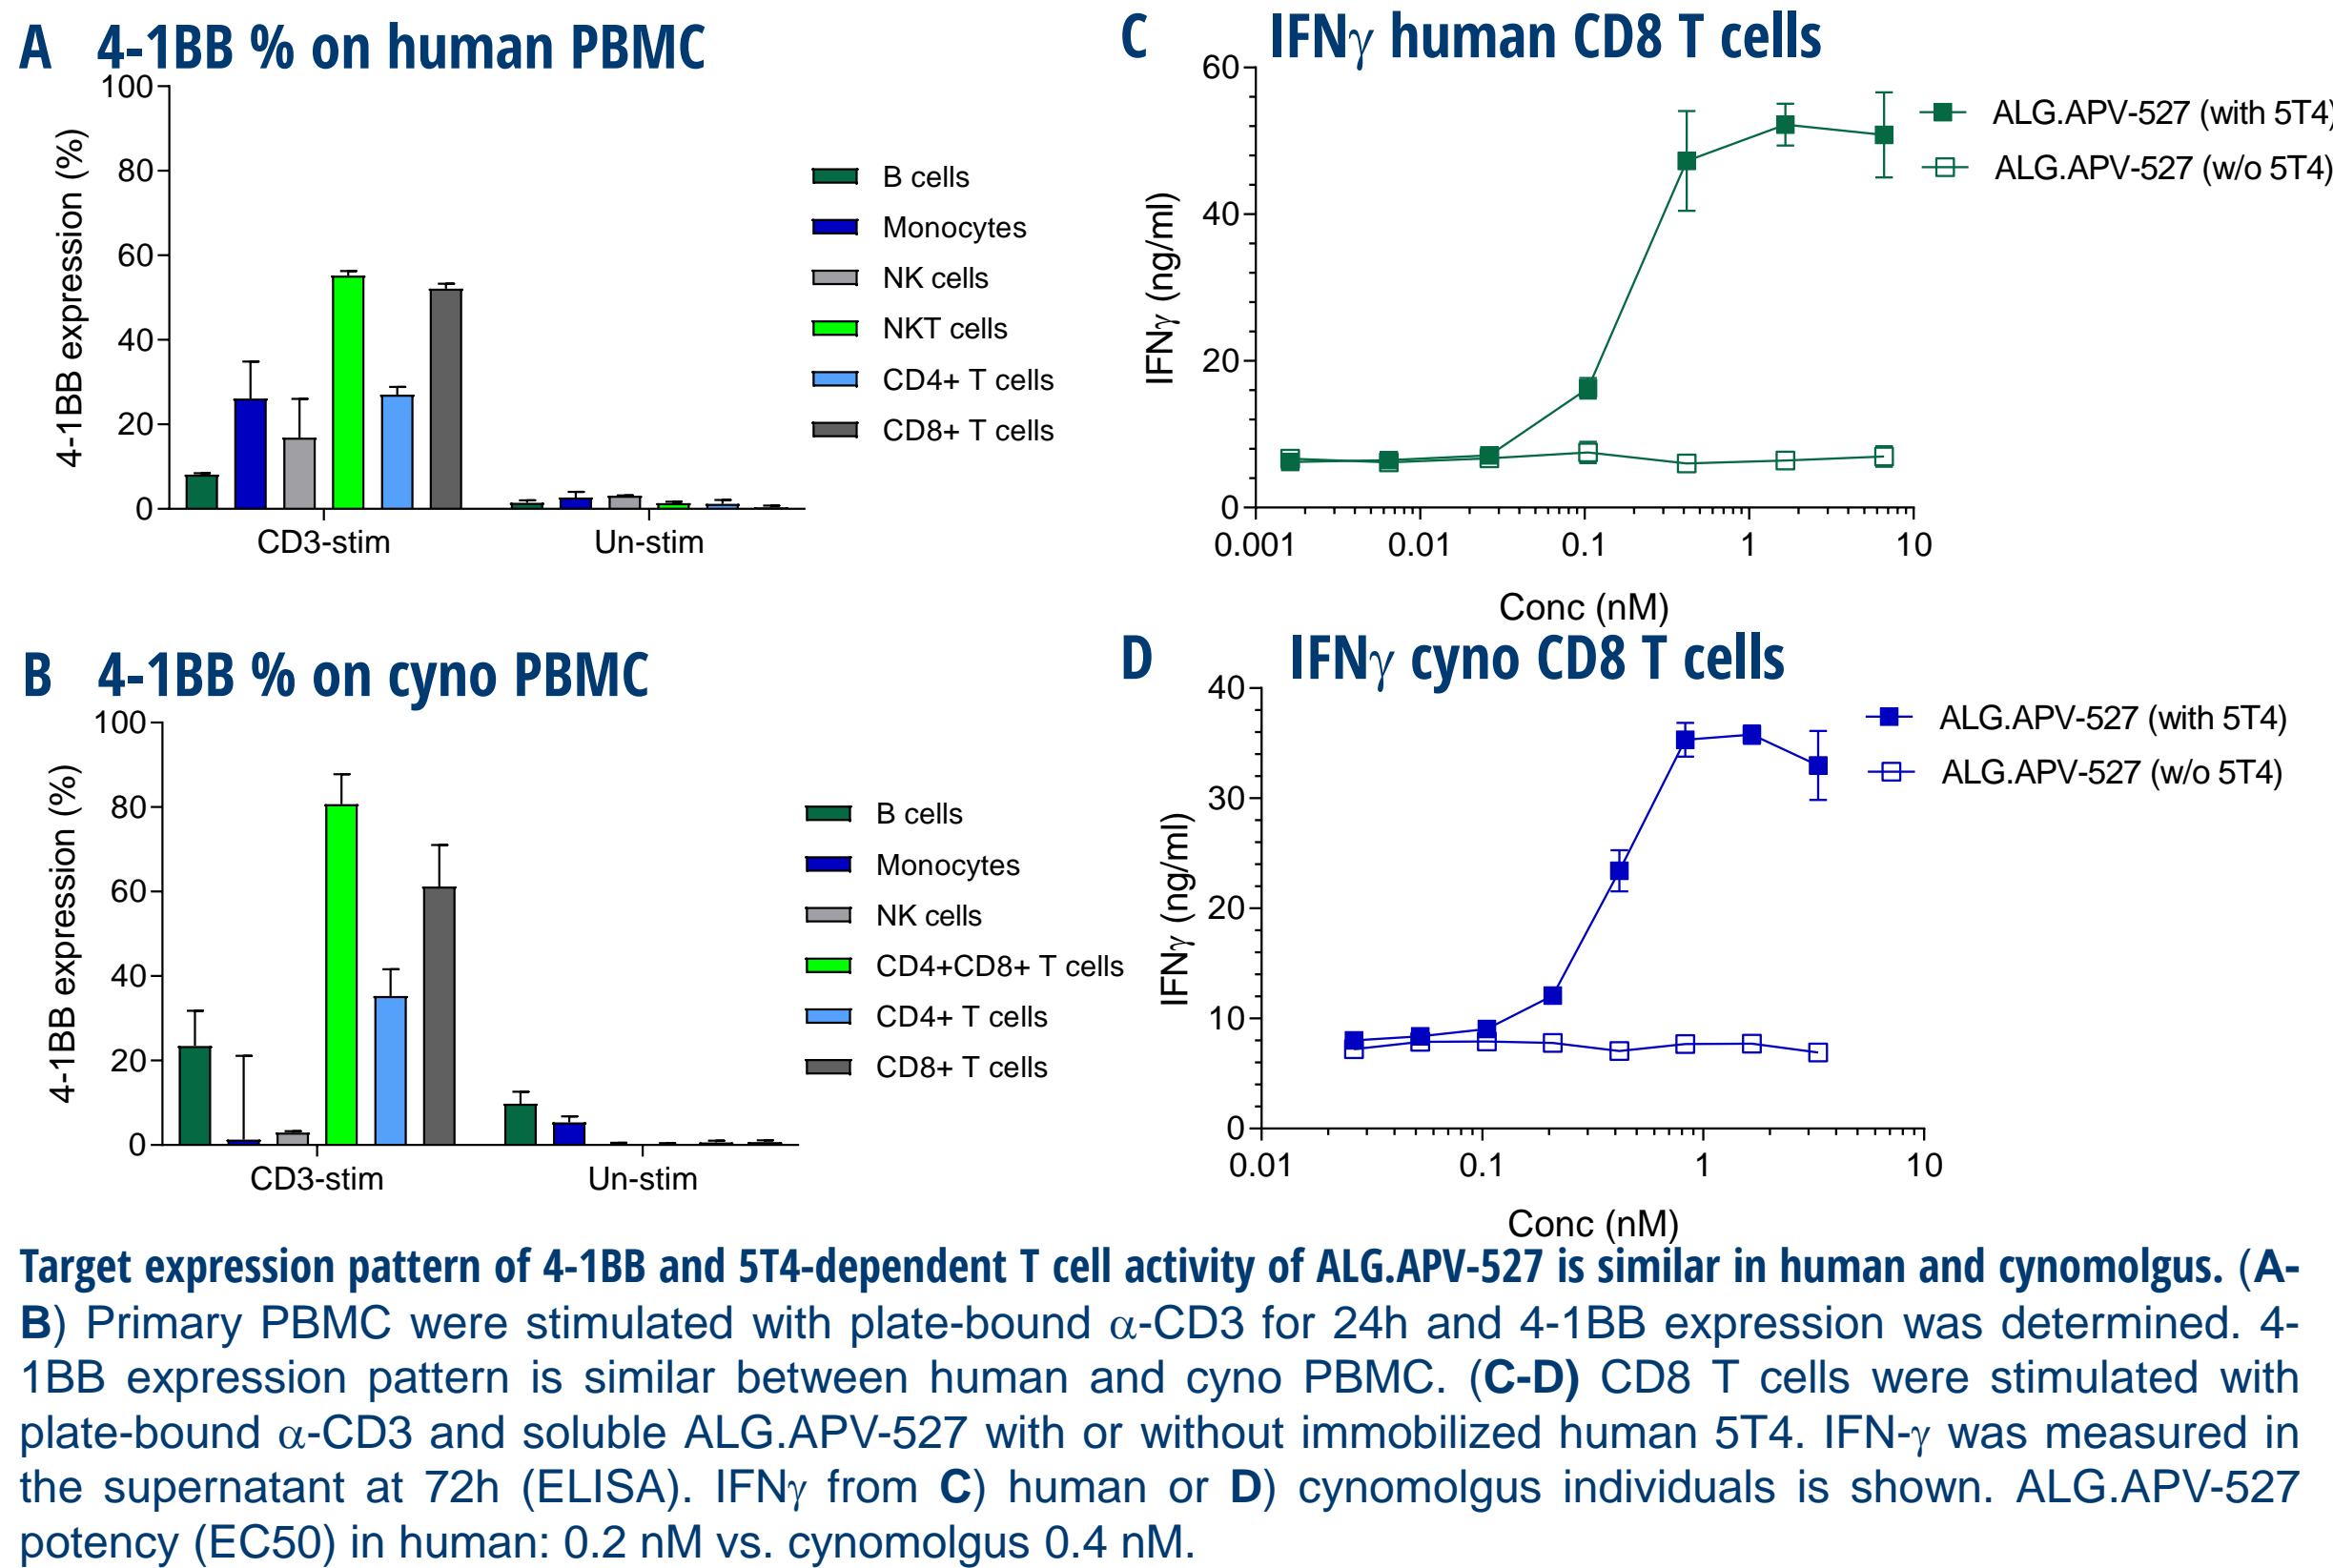 A 4-1BB % on human PBMC
100
80
60
40
20
0
4-1BB expression (%)
CD3-stim
Un-stim
B cells
Monocytes
NK cells
NKT cells
CD4+ T cells
CD8+ T cells
C IFNγ human CD8 T cells
60
40
20
0
IFNγ (ng/ml)
0.001
0.01
0.1
1
10
Conc (nM)
ALG.APV-527 (with 5T4)
ALG.APV-527 (w/o 5T4)
B 4-1BB % on cyno PBMC
100
80
60
40
20
0
4-1BB expression (%)
CD3-stim
Un-stim
B cells
Monocytes
NK cells
CD4+CD8+ T cells
CD4+ T cells
CD8+ T cells
D IFNγ cyno CD8 T cells
40
30
20
10
0
IFNγ (ng/ml)
0.01
0.1
1
10
Conc (nM)
ALG.APV-527 (with 5T4)
ALG.APV-527 (w/o 5T4)
Target expression pattern of 4-1BB and 5T4-dependent T cell activity of ALG.APV-527 is similar in human and cynomolgus. (A-
B) Primary PBMC were stimulated with plate-bound α-CD3 for 24h and 4-1BB expression was determined. 4-
1BB expression pattern is similar between human and cyno PBMC. (C-D) CD8 T cells were stimulated with
plate-bound α-CD3 and soluble ALG.APV-527 with or without immobilized human 5T4. IFN-γ was measured in
the supernatant at 72h (ELISA). IFNγ from C) human or D) cynomolgus individuals is shown. ALG.APV-527
potency (EC50) in human: 0.2 nM vs. cynomolgus 0.4 nM.